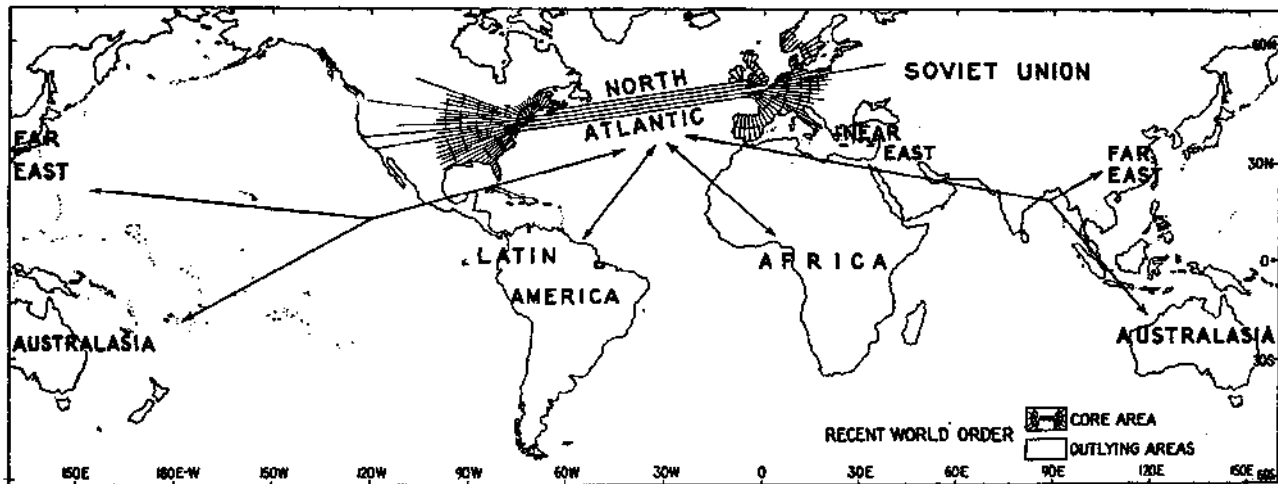 60N
NORTH
SOVIET UNION
ATLANTIC
FAR
EAST
NEAR
EAST
FAR
EAST
30N
LATIN
AFRICA
0
AMERICA
AUSTRALASIA
AUSTRALASIA
30S
RECENT WORLD ORDER
CORE AREA
OUTLYING AREAS
150E 180E-W 150W 120W 90W 60W 30W 0 30E 60E 90E 120E 150E 60S